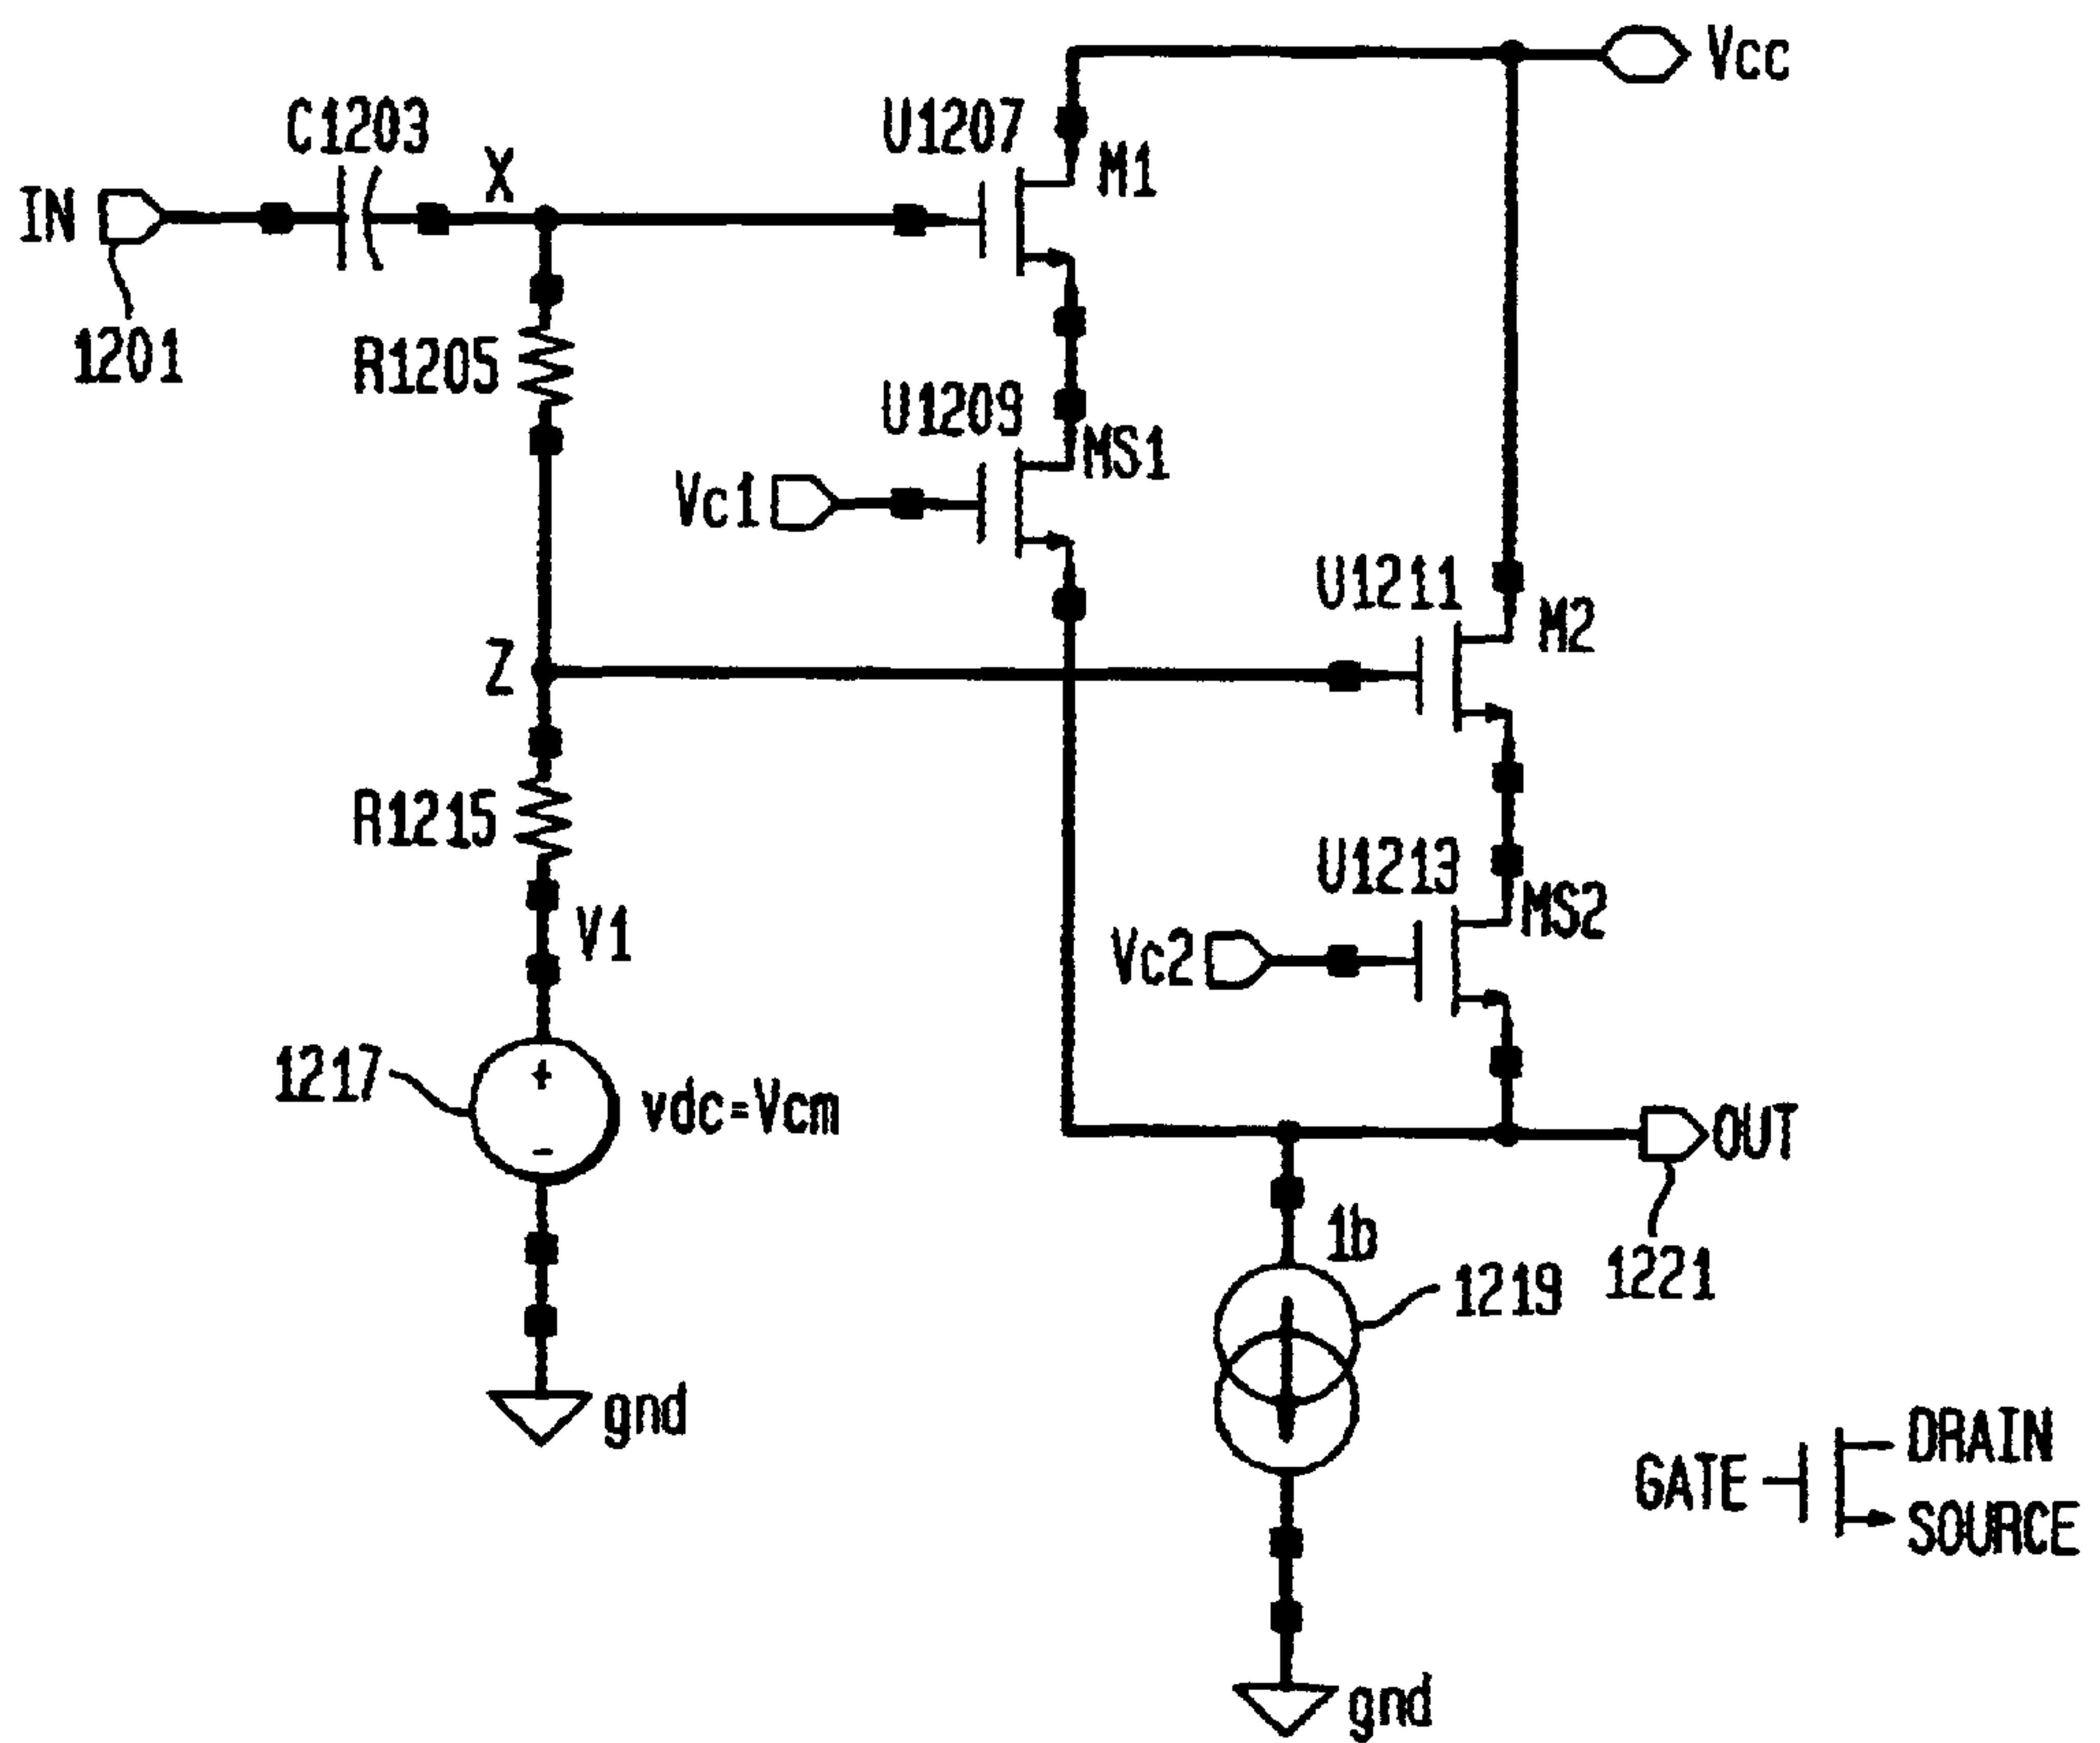 Vcc
C1203
X
U1207
M1
IN
1201
R1205
U1209
MS1
Vc1
U1211
M2
Z
R1215
U1213
MS2
V1
Vc2
1217
+
-
vdc=Vcm
OUT
1b
1219
1221
gnd
DRAIN
GATE
SOURCE
gnd